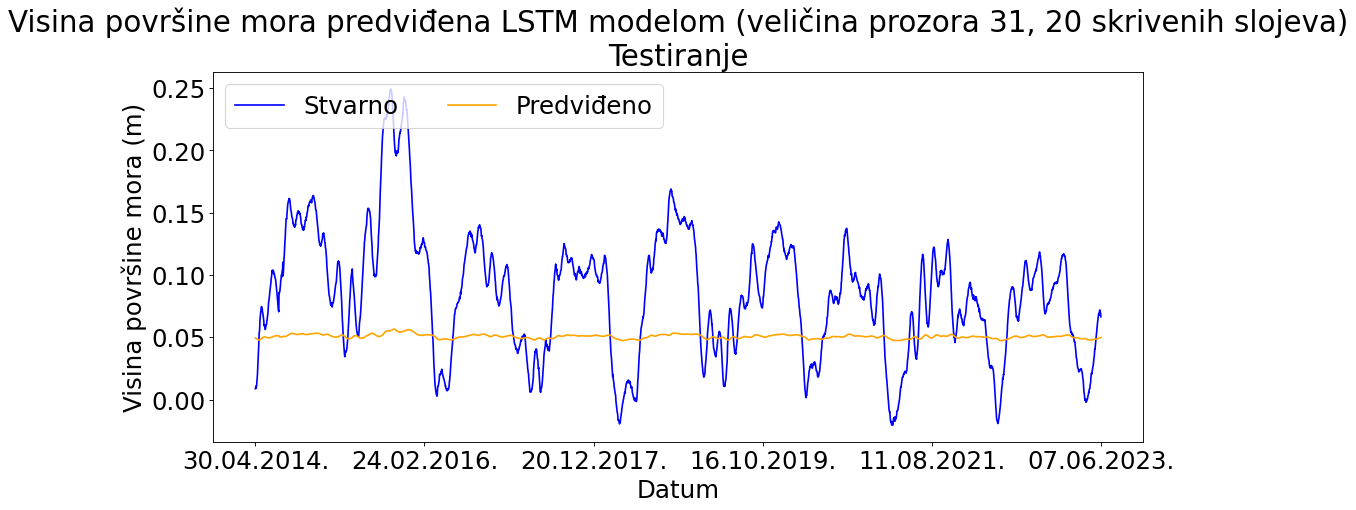 Visina površine mora predviđena LSTM modelom (veličina prozora 31, 20 skrivenih slojeva)
Testiranje
Stvarno
Predviđeno
Visina površine mora (m)
0.25
0.20
0.15
0.10
0.05
0.00
30.04.2014.
24.02.2016.
20.12.2017.
16.10.2019.
11.08.2021.
07.06.2023.
Datum